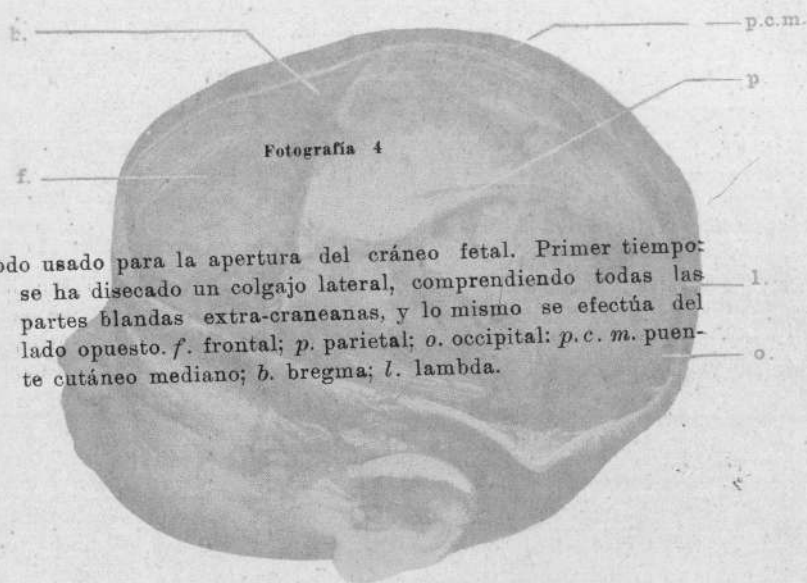 b.
p.c.m.
p
Fotografía 4
f.
odo usado para la apertura del cráneo fetal. Primer tiempo:
se ha disecado un colgajo lateral, comprendiendo todas las
partes blandas extra-craneanas, y lo mismo se efectúa del
l.
lado opuesto. f. frontal; p. parietal; o. occipital: p. c. m. puen-
o.
te cutáneo mediano; b. bregma; l. lambda.